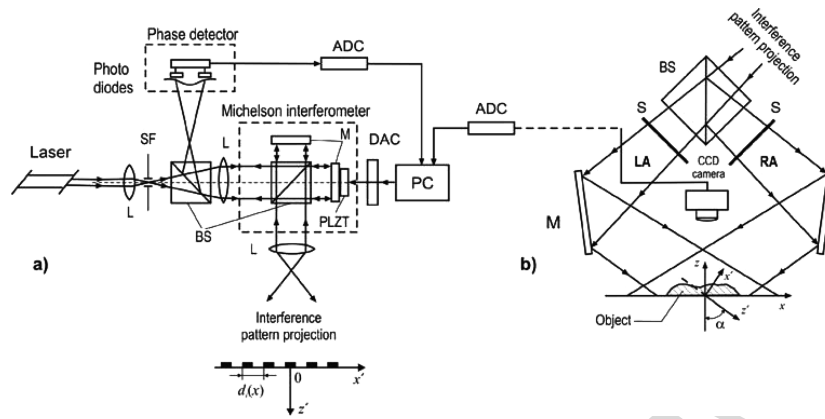 Phase detector
Photo
diodes
ADC
Michelson interferometer
M
DAC
SF
L
Laser
PC
L
BS
PLZT
L
a)
Interference
pattern projection
0
x′
dᵢ(x)
z′
Interference
pattern projection
BS
ADC
S
S
LA
CCD
camera
RA
M
b)
z
x′
x
Object
α
z′